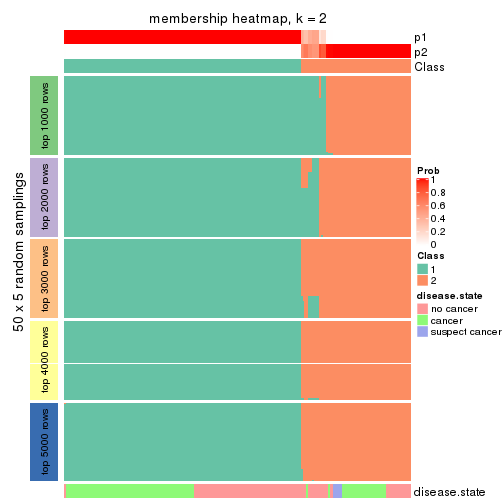 membership heatmap, k = 2
p1
p2
Class
50 x 5 random samplings
top 1000 rows
top 2000 rows
top 3000 rows
top 4000 rows
top 5000 rows
Prob
1
0.8
0.6
0.4
0.2
0
Class
1
2
disease.state
no cancer
cancer
suspect cancer
disease.state